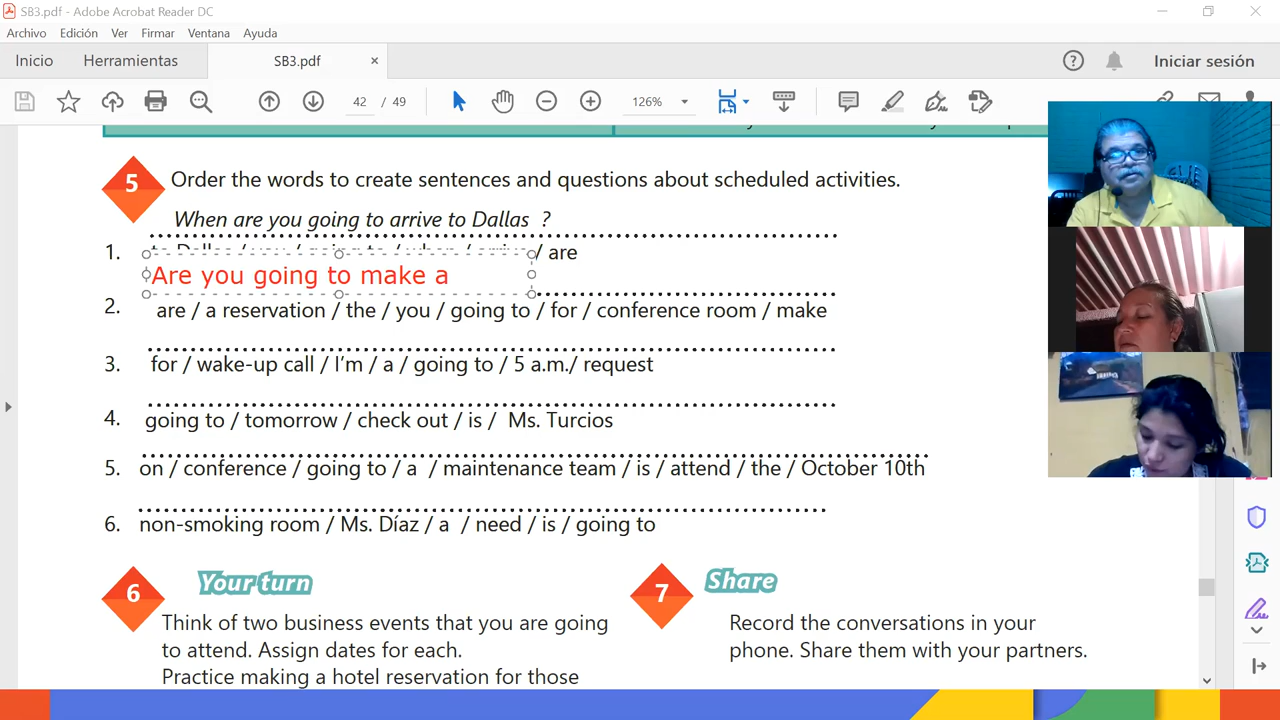 SB3.pdf - Adobe Acrobat Reader DC
Archivo Edición Ver Firmar Ventana Ayuda
Inicio Herramientas SB3.pdf × Iniciar sesión
42 / 49 126%
5 Order the words to create sentences and questions about scheduled activities.
When are you going to arrive to Dallas ?
1. to Dallas / you / going to / when / arrive / are
Are you going to make a
2. are / a reservation / the / you / going to / for / conference room / make
3. for / wake-up call / I'm / a / going to / 5 a.m./ request
4. going to / tomorrow / check out / is / Ms. Turcios
5. on / conference / going to / a / maintenance team / is / attend / the / October 10th
6. non-smoking room / Ms. Díaz / a / need / is / going to
6 Your turn
Think of two business events that you are going
to attend. Assign dates for each.
Practice making a hotel reservation for those
7 Share
Record the conversations in your
phone. Share them with your partners.